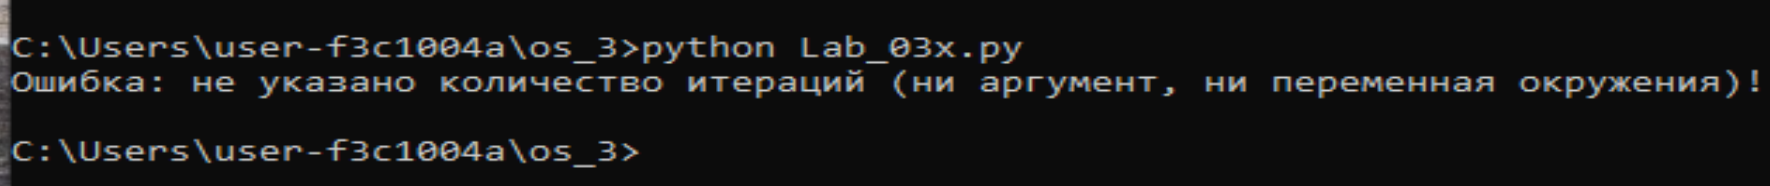 C:\Users\user-f3c1004a\os_3>python Lab_03x.py
Ошибка: не указано количество итераций (ни аргумент, ни переменная окружения)!
C:\Users\user-f3c1004a\os_3>